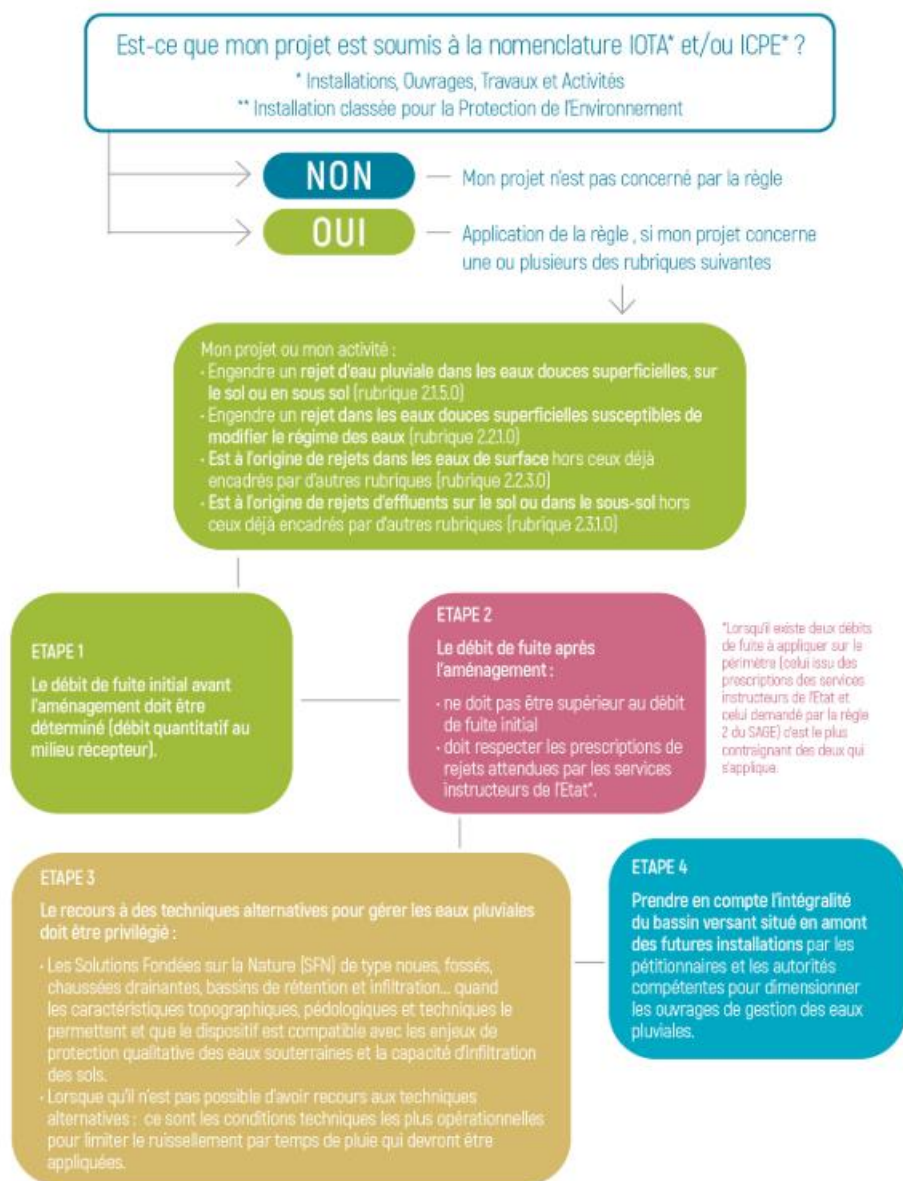 Est-ce que mon projet est soumis à la nomenclature IOTA* et/ou ICPE* ?
* Installations, Ouvrages, Travaux et Activités
** Installation classée pour la Protection de l'Environnement
NON
Mon projet n'est pas concerné par la règle
OUI
Application de la règle , si mon projet concerne
une ou plusieurs des rubriques suivantes
Mon projet ou mon activité :
• Engendre un rejet d'eau pluviale dans les eaux douces superficielles, sur
le sol ou en sous sol (rubrique 2.1.5.0)
• Engendre un rejet dans les eaux douces superficielles susceptibles de
modifier le régime des eaux (rubrique 2.2.1.0)
• Est à l'origine de rejets dans les eaux de surface hors ceux déjà
encadrés par d'autres rubriques (rubrique 2.2.3.0)
• Est à l'origine de rejets d'effluents sur le sol ou dans le sous-sol hors
ceux déjà encadrés par d'autres rubriques (rubrique 2.3.1.0)
ETAPE 1
Le débit de fuite initial avant
l'aménagement doit être
déterminé (débit quantitatif au
milieu récepteur).
ETAPE 2
Le débit de fuite après
l'aménagement :
• ne doit pas être supérieur au débit
de fuite initial
• doit respecter les prescriptions de
rejets attendues par les services
instructeurs de l'Etat*.
*Lorsqu'il existe deux débits
de fuite à appliquer sur le
périmètre (celui issu des
prescriptions des services
instructeurs de l'Etat et
celui demandé par la règle
2 du SAGE) c'est le plus
contraignant des deux qui
s'applique.
ETAPE 3
Le recours à des techniques alternatives pour gérer les eaux pluviales
doit être privilégié :
• Les Solutions Fondées sur la Nature (SFN) de type noues, fossés,
chaussées drainantes, bassins de rétention et infiltration... quand
les caractéristiques topographiques, pédologiques et techniques le
permettent et que le dispositif est compatible avec les enjeux de
protection qualitative des eaux souterraines et la capacité d'infiltration
des sols.
• Lorsque qu'il n'est pas possible d'avoir recours aux techniques
alternatives : ce sont les conditions techniques les plus opérationnelles
pour limiter le ruissellement par temps de pluie qui devront être
appliquées.
ETAPE 4
Prendre en compte l'intégralité
du bassin versant situé en amont
des futures installations par les
pétitionnaires et les autorités
compétentes pour dimensionner
les ouvrages de gestion des eaux
pluviales.